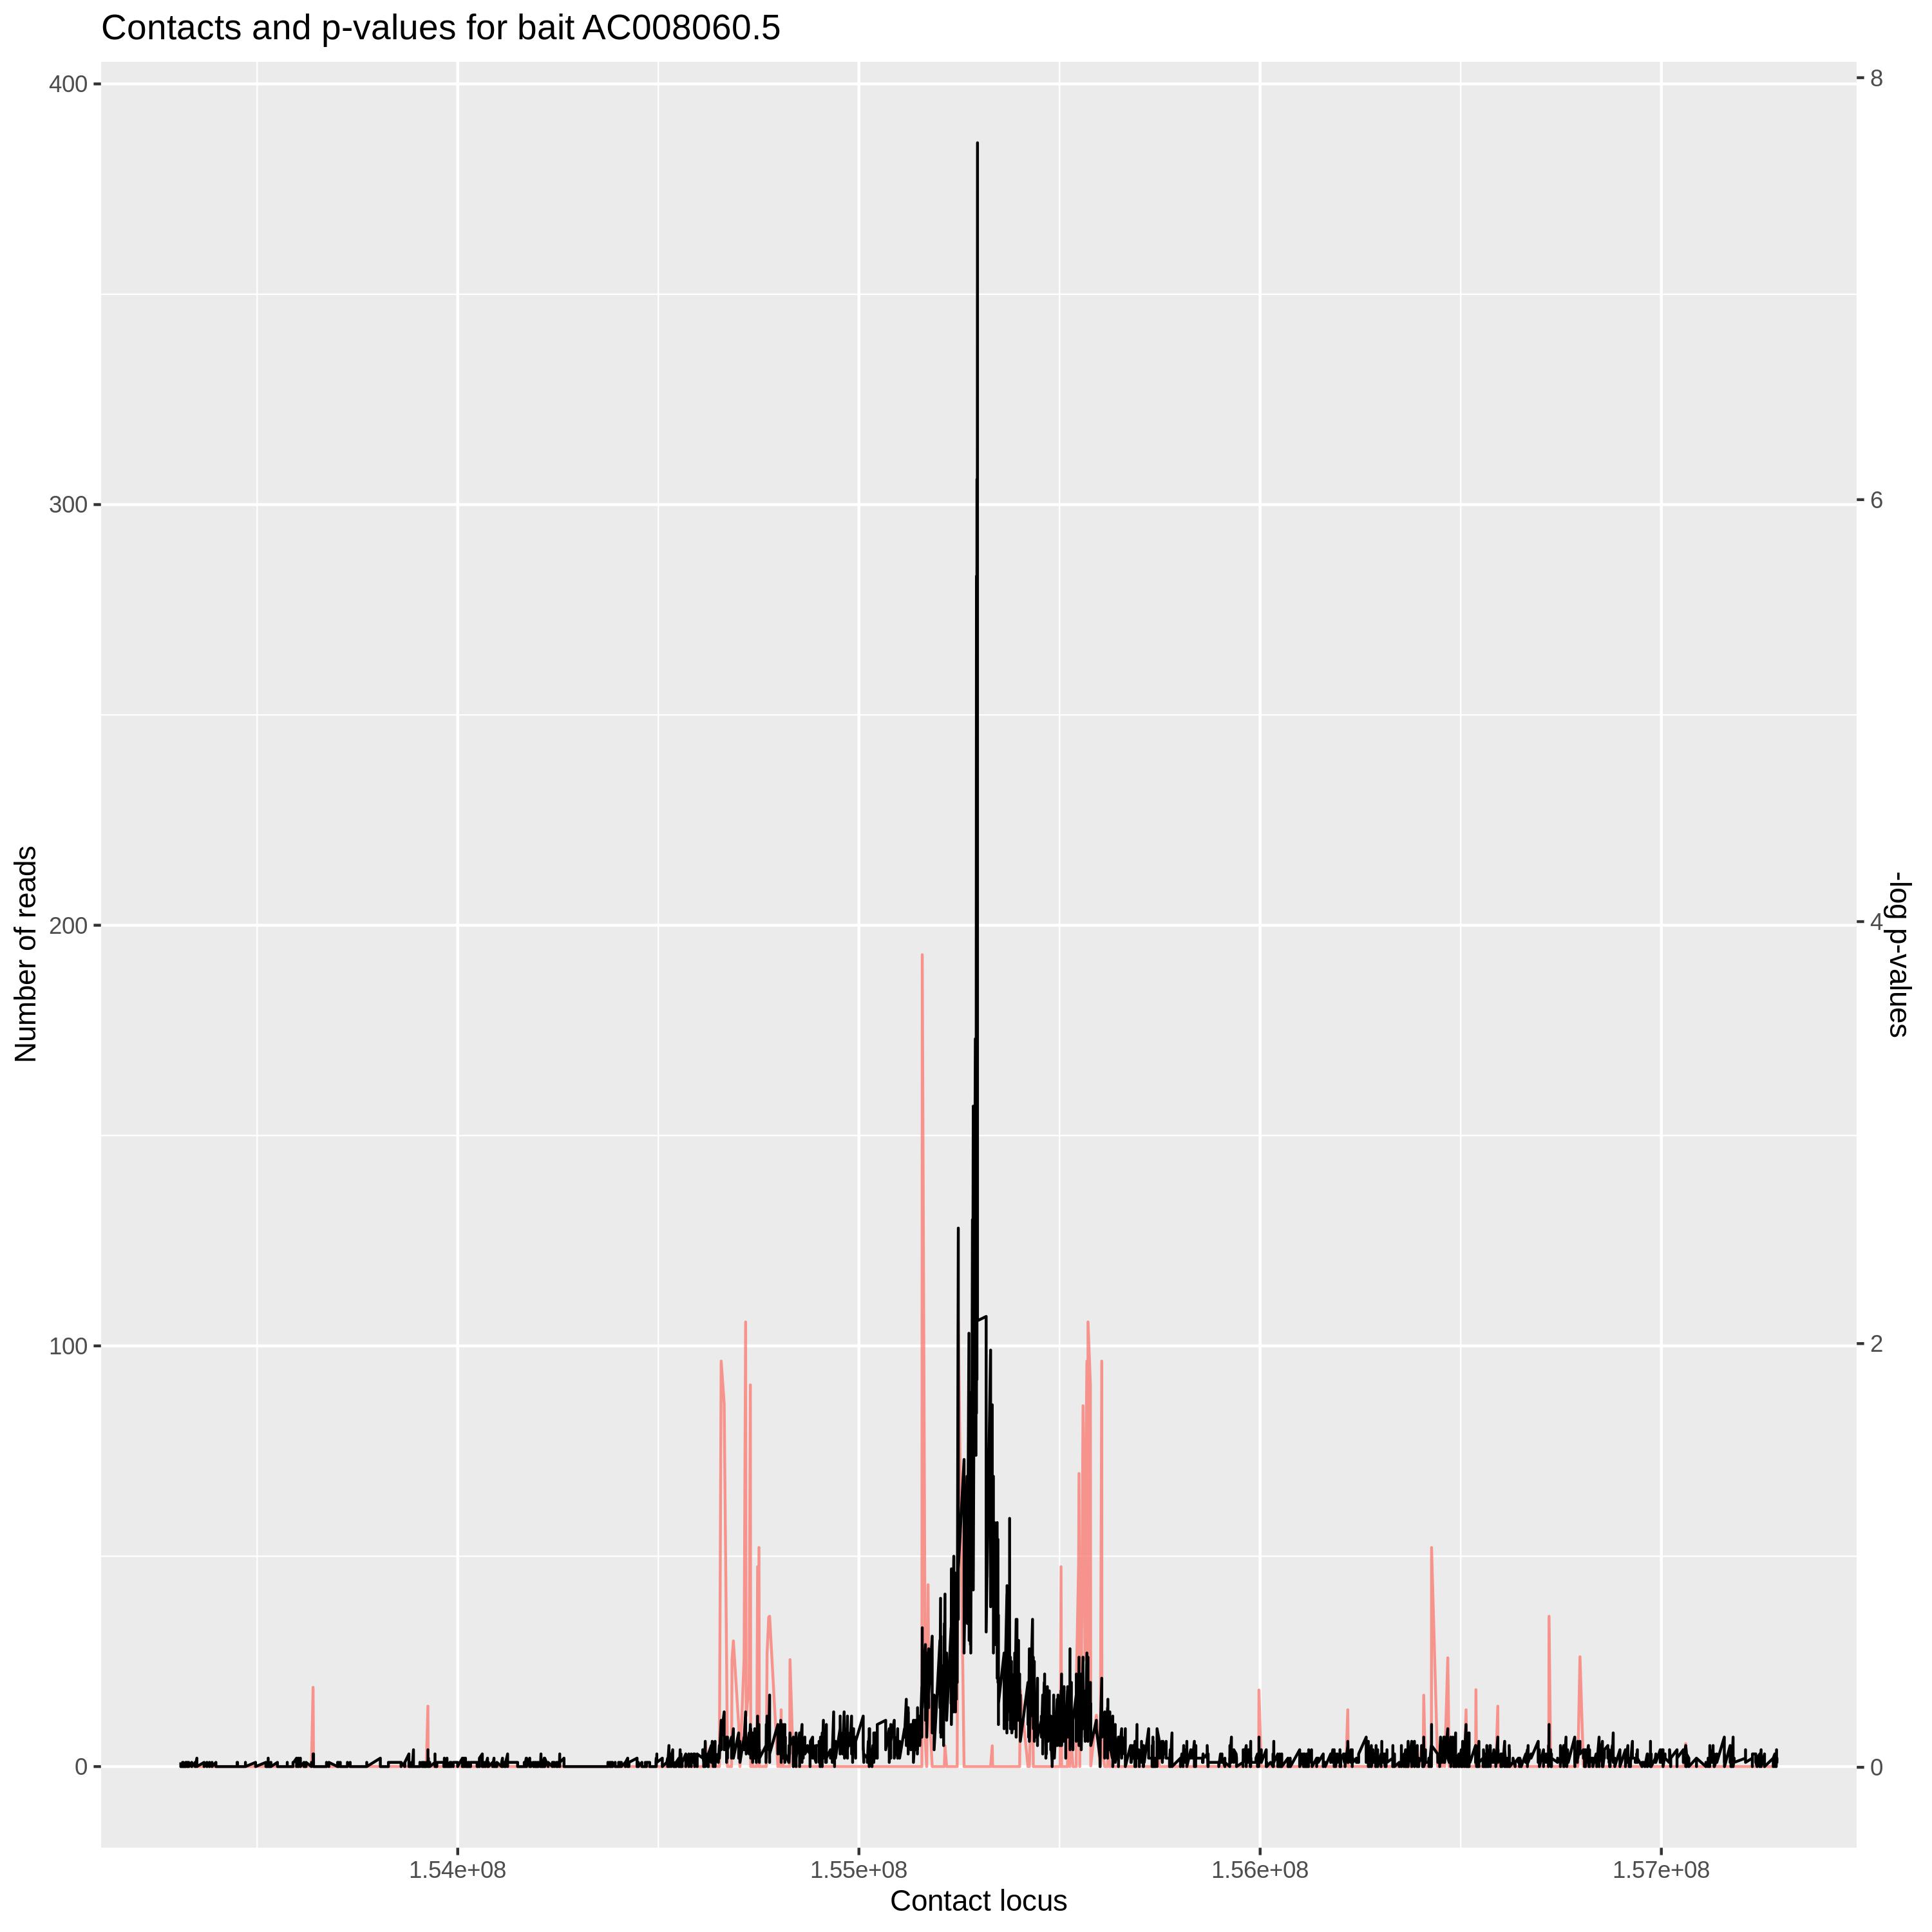 Contacts and p-values for bait AC008060.5
400
300
200
100
0
Number of reads
8
6
4
2
0
-log p-values
1.54e+08
1.55e+08
1.56e+08
1.57e+08
Contact locus